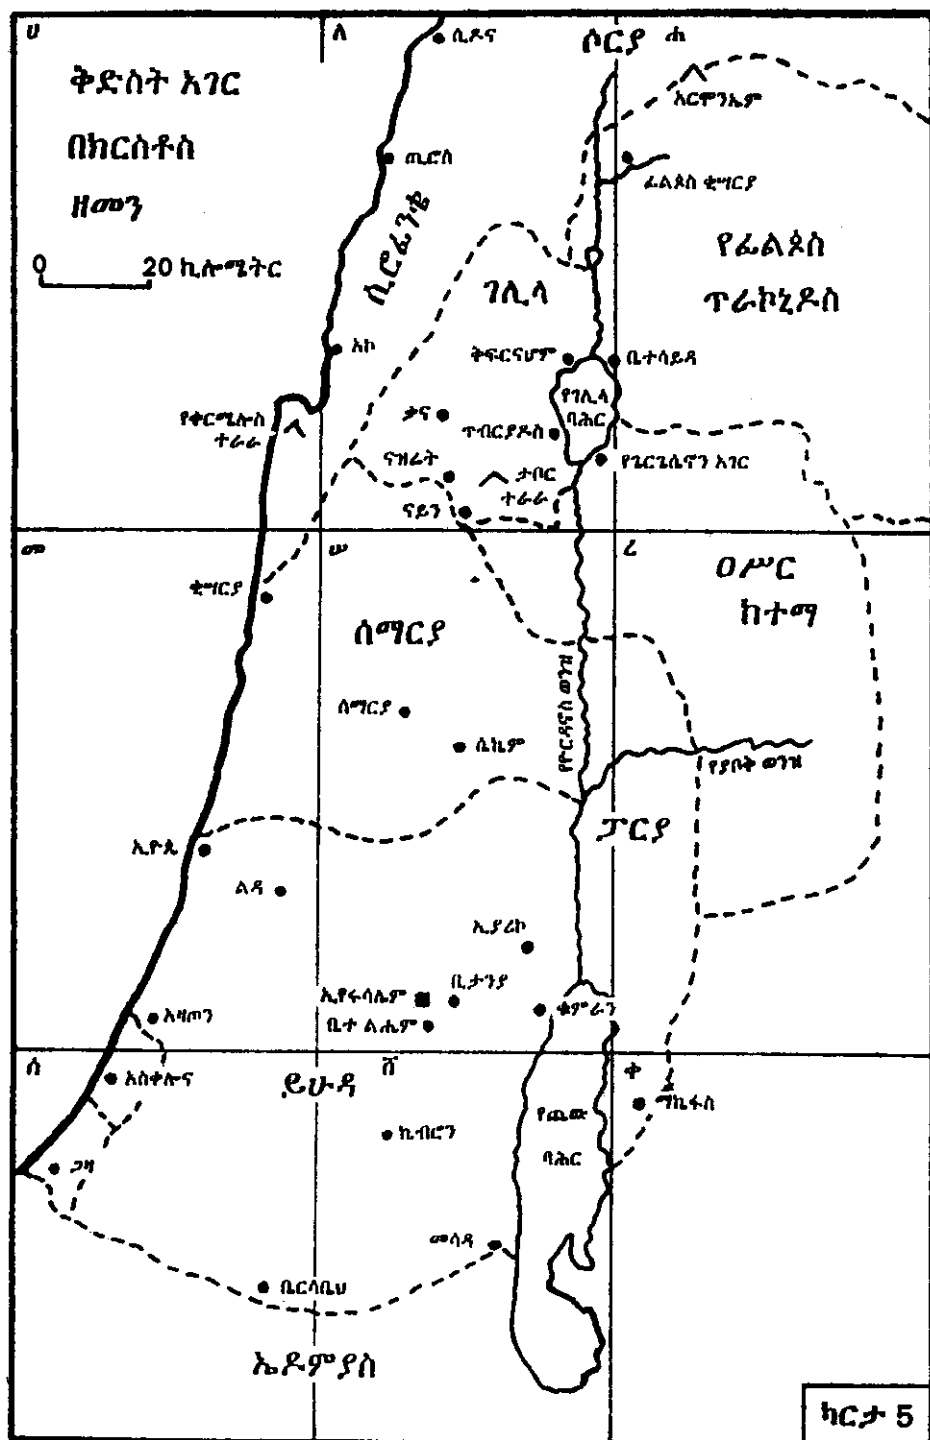 ሀ
ለ
ሐ
ቅድስት አገር
በክርስቶስ
ዘመን
0 20 ኪሎሜትር
ሲዶና
ሶርያ
አርሞንኤም
ጢሮስ
ፊልጶስ ቂሣርያ
ሲሮፊንቄ
የፊልጶስ
ጥራኮኒዶስ
ገሊላ
አኮ
ቅፍርናሆም
ቤተሳይዳ
የገሊላ
ባሕር
የቀርሜሎስ
ተራራ
ቃና
ጥብርያዶስ
ናዝሬት
ታቦር
ተራራ
የጌርጌሴኖን አገር
ናይን
መ
ሠ
ረ
ዐሥር
ከተማ
ቂሣርያ
ሰማርያ
የዮርዳኖስ ወንዝ
ሰማርያ
ሴኬም
የያቦቅ ወንዝ
ፓርያ
ኢዮጴ
ልዳ
ኢያሪኮ
ቢታንያ
ኢየሩሳሌም
ቁምራን
ቤተ ልሔም
አዛጦን
ሰ
ሸ
ቀ
አስቀሎና
ይሁዳ
ማኬፋስ
የጨው
ባሕር
ኬብሮን
ጋዛ
መሳዳ
ቤርሳቤህ
ኤዶምያስ
ካርታ 5